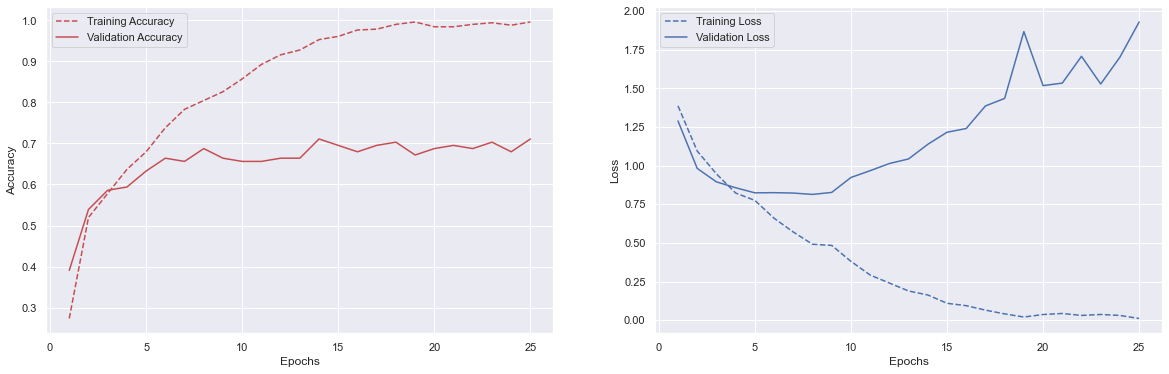 Training Accuracy
Validation Accuracy
1.0
0.9
0.8
0.7
0.6
0.5
0.4
0.3
Accuracy
0 5 10 15 20 25
Epochs
Training Loss
Validation Loss
2.00
1.75
1.50
1.25
1.00
0.75
0.50
0.25
0.00
Loss
0 5 10 15 20 25
Epochs